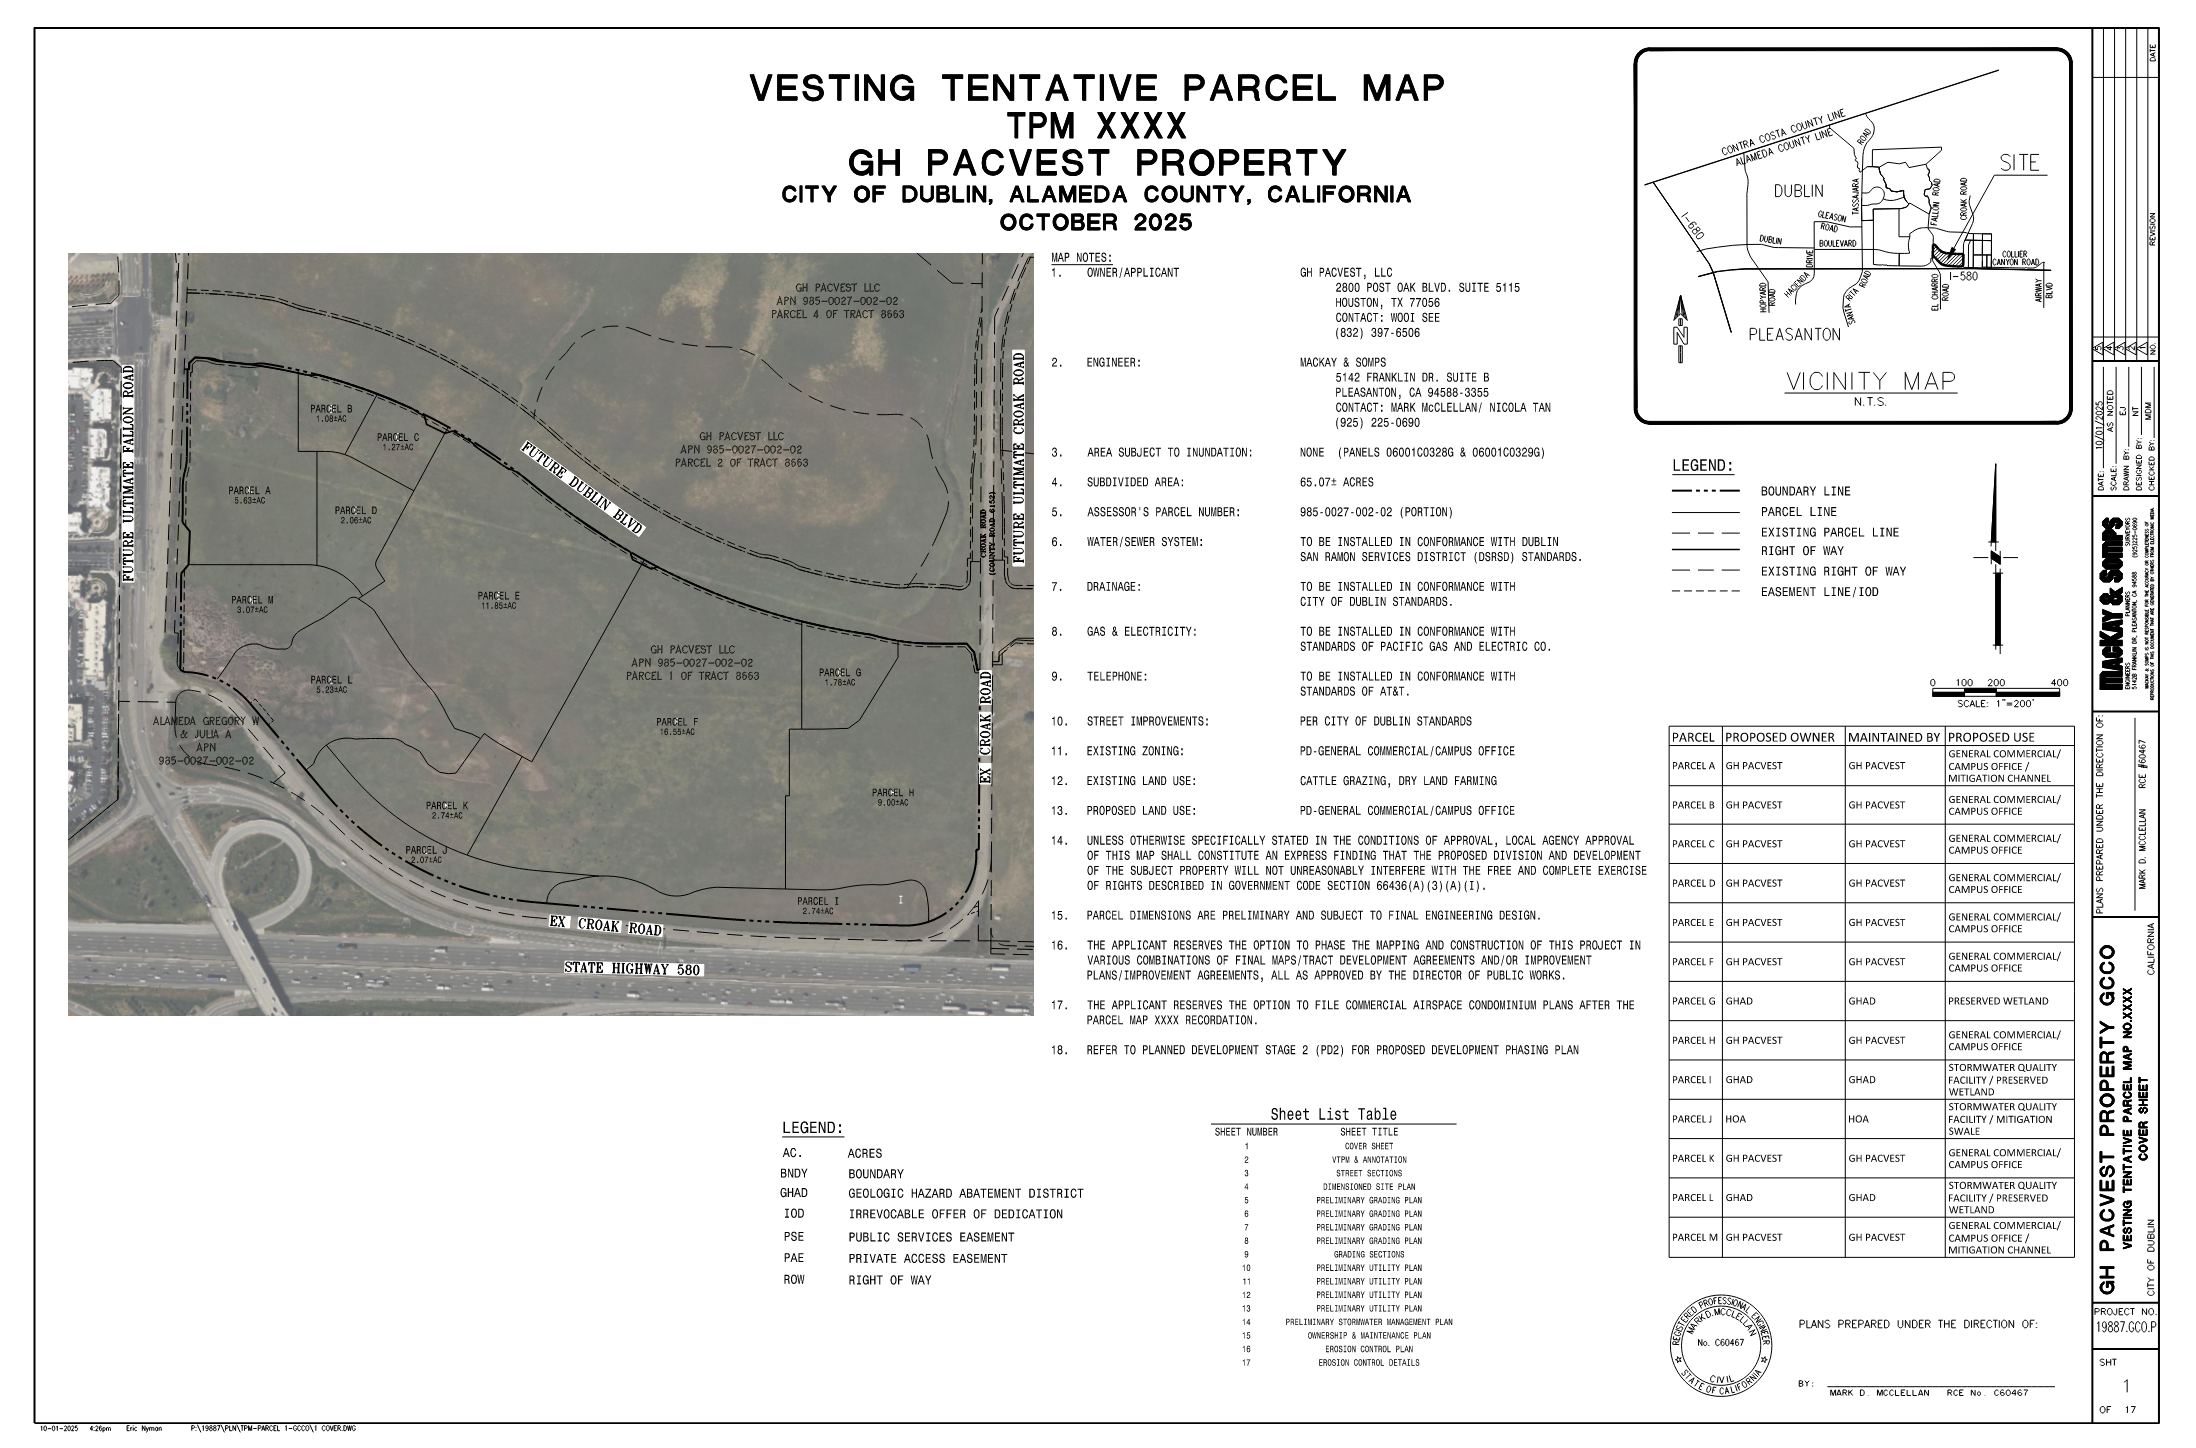 VESTING TENTATIVE PARCEL MAP
TPM XXXX
GH PACVEST PROPERTY
CITY OF DUBLIN, ALAMEDA COUNTY, CALIFORNIA
OCTOBER 2025
GH PACVEST LLC
APN 985-0027-002-02
PARCEL 4 OF TRACT 8663
FUTURE ULTIMATE FALLON ROAD
PARCEL B
1.08±AC
PARCEL C
1.27±AC
FUTURE DUBLIN BLVD
GH PACVEST LLC
APN 985-0027-002-02
PARCEL 2 OF TRACT 8663
CROAK ROAD
(COUNTY ROAD 6152)
FUTURE ULTIMATE CROAK ROAD
PARCEL A
5.63±AC
PARCEL D
2.06±AC
PARCEL M
3.07±AC
PARCEL E
11.85±AC
GH PACVEST LLC
APN 985-0027-002-02
PARCEL 1 OF TRACT 8663
PARCEL G
1.78±AC
PARCEL L
5.23±AC
PARCEL F
16.55±AC
EX CROAK ROAD
ALAMEDA GREGORY W
& JULIA A
APN
985-0027-002-02
PARCEL K
2.74±AC
PARCEL H
9.00±AC
PARCEL J
2.07±AC
PARCEL I
2.74±AC
I
EX CROAK ROAD
STATE HIGHWAY 580
MAP NOTES:
1. OWNER/APPLICANT GH PACVEST, LLC
2800 POST OAK BLVD. SUITE 5115
HOUSTON, TX 77056
CONTACT: WOOI SEE
(832) 397-6506
2. ENGINEER: MACKAY & SOMPS
5142 FRANKLIN DR. SUITE B
PLEASANTON, CA 94588-3355
CONTACT: MARK McCLELLAN/ NICOLA TAN
(925) 225-0690
3. AREA SUBJECT TO INUNDATION: NONE (PANELS 06001C0328G & 06001C0329G)
4. SUBDIVIDED AREA: 65.07± ACRES
5. ASSESSOR'S PARCEL NUMBER: 985-0027-002-02 (PORTION)
6. WATER/SEWER SYSTEM: TO BE INSTALLED IN CONFORMANCE WITH DUBLIN
SAN RAMON SERVICES DISTRICT (DSRSD) STANDARDS.
7. DRAINAGE: TO BE INSTALLED IN CONFORMANCE WITH
CITY OF DUBLIN STANDARDS.
8. GAS & ELECTRICITY: TO BE INSTALLED IN CONFORMANCE WITH
STANDARDS OF PACIFIC GAS AND ELECTRIC CO.
9. TELEPHONE: TO BE INSTALLED IN CONFORMANCE WITH
STANDARDS OF AT&T.
10. STREET IMPROVEMENTS: PER CITY OF DUBLIN STANDARDS
11. EXISTING ZONING: PD-GENERAL COMMERCIAL/CAMPUS OFFICE
12. EXISTING LAND USE: CATTLE GRAZING, DRY LAND FARMING
13. PROPOSED LAND USE: PD-GENERAL COMMERCIAL/CAMPUS OFFICE
14. UNLESS OTHERWISE SPECIFICALLY STATED IN THE CONDITIONS OF APPROVAL, LOCAL AGENCY APPROVAL
OF THIS MAP SHALL CONSTITUTE AN EXPRESS FINDING THAT THE PROPOSED DIVISION AND DEVELOPMENT
OF THE SUBJECT PROPERTY WILL NOT UNREASONABLY INTERFERE WITH THE FREE AND COMPLETE EXERCISE
OF RIGHTS DESCRIBED IN GOVERNMENT CODE SECTION 66436(A)(3)(A)(I).
15. PARCEL DIMENSIONS ARE PRELIMINARY AND SUBJECT TO FINAL ENGINEERING DESIGN.
16. THE APPLICANT RESERVES THE OPTION TO PHASE THE MAPPING AND CONSTRUCTION OF THIS PROJECT IN
VARIOUS COMBINATIONS OF FINAL MAPS/TRACT DEVELOPMENT AGREEMENTS AND/OR IMPROVEMENT
PLANS/IMPROVEMENT AGREEMENTS, ALL AS APPROVED BY THE DIRECTOR OF PUBLIC WORKS.
17. THE APPLICANT RESERVES THE OPTION TO FILE COMMERCIAL AIRSPACE CONDOMINIUM PLANS AFTER THE
PARCEL MAP XXXX RECORDATION.
18. REFER TO PLANNED DEVELOPMENT STAGE 2 (PD2) FOR PROPOSED DEVELOPMENT PHASING PLAN
LEGEND:
AC. ACRES
BNDY BOUNDARY
GHAD GEOLOGIC HAZARD ABATEMENT DISTRICT
IOD IRREVOCABLE OFFER OF DEDICATION
PSE PUBLIC SERVICES EASEMENT
PAE PRIVATE ACCESS EASEMENT
ROW RIGHT OF WAY
Sheet List Table
SHEET NUMBER SHEET TITLE
1 COVER SHEET
2 VTPM & ANNOTATION
3 STREET SECTIONS
4 DIMENSIONED SITE PLAN
5 PRELIMINARY GRADING PLAN
6 PRELIMINARY GRADING PLAN
7 PRELIMINARY GRADING PLAN
8 PRELIMINARY GRADING PLAN
9 GRADING SECTIONS
10 PRELIMINARY UTILITY PLAN
11 PRELIMINARY UTILITY PLAN
12 PRELIMINARY UTILITY PLAN
13 PRELIMINARY UTILITY PLAN
14 PRELIMINARY STORMWATER MANAGEMENT PLAN
15 OWNERSHIP & MAINTENANCE PLAN
16 EROSION CONTROL PLAN
17 EROSION CONTROL DETAILS
CONTRA COSTA COUNTY LINE
ALAMEDA COUNTY LINE
ROAD
TASSAJARA
SITE
DUBLIN
FALLON ROAD
CROAK ROAD
I-680
GLEASON
ROAD
DUBLIN
BOULEVARD
COLLIER
CANYON ROAD
I-580
HOPYARD
ROAD
HACIENDA
DRIVE
SANTA RITA ROAD
EL CHARRO
ROAD
AIRWAY
BLVD
N
PLEASANTON
VICINITY MAP
N.T.S.
LEGEND:
BOUNDARY LINE
PARCEL LINE
EXISTING PARCEL LINE
RIGHT OF WAY
EXISTING RIGHT OF WAY
EASEMENT LINE/IOD
0 100 200 400
SCALE: 1"=200'
PARCEL PROPOSED OWNER MAINTAINED BY PROPOSED USE
PARCEL A GH PACVEST GH PACVEST GENERAL COMMERCIAL/
CAMPUS OFFICE /
MITIGATION CHANNEL
PARCEL B GH PACVEST GH PACVEST GENERAL COMMERCIAL/
CAMPUS OFFICE
PARCEL C GH PACVEST GH PACVEST GENERAL COMMERCIAL/
CAMPUS OFFICE
PARCEL D GH PACVEST GH PACVEST GENERAL COMMERCIAL/
CAMPUS OFFICE
PARCEL E GH PACVEST GH PACVEST GENERAL COMMERCIAL/
CAMPUS OFFICE
PARCEL F GH PACVEST GH PACVEST GENERAL COMMERCIAL/
CAMPUS OFFICE
PARCEL G GHAD GHAD PRESERVED WETLAND
PARCEL H GH PACVEST GH PACVEST GENERAL COMMERCIAL/
CAMPUS OFFICE
PARCEL I GHAD GHAD STORMWATER QUALITY
FACILITY / PRESERVED
WETLAND
PARCEL J HOA HOA STORMWATER QUALITY
FACILITY / MITIGATION
SWALE
PARCEL K GH PACVEST GH PACVEST GENERAL COMMERCIAL/
CAMPUS OFFICE
PARCEL L GHAD GHAD STORMWATER QUALITY
FACILITY / PRESERVED
WETLAND
PARCEL M GH PACVEST GH PACVEST GENERAL COMMERCIAL/
CAMPUS OFFICE /
MITIGATION CHANNEL
REGISTERED PROFESSIONAL ENGINEER
MARK D. MCCLELLAN
No. C60467
CIVIL
STATE OF CALIFORNIA
PLANS PREPARED UNDER THE DIRECTION OF:
BY:
MARK D. MCCLELLAN RCE No. C60467
DATE
REVISION
NO.
5 4 3 2 1
DATE: 10/01/2025
SCALE: AS NOTED
DRAWN BY: EJ
DESIGNED BY: NT
CHECKED BY: MDM
MACKAY & SOMPS
ENGINEERS PLANNERS SURVEYORS
5142B FRANKLIN DR. PLEASANTON, CA 94588 (925)225-0690
PLANS PREPARED UNDER THE DIRECTION OF:
MARK D. MCCLELLAN RCE #60467
GH PACVEST PROPERTY GCCO
VESTING TENTATIVE PARCEL MAP NO.XXXX
COVER SHEET
CITY OF DUBLIN CALIFORNIA
PROJECT NO.
19887.GCO.P
SHT
1
OF 17
10-01-2025 4:26pm Eric Nyman P:\19887\PLN\TPM-PARCEL 1-GCCO\1 COVER.DWG